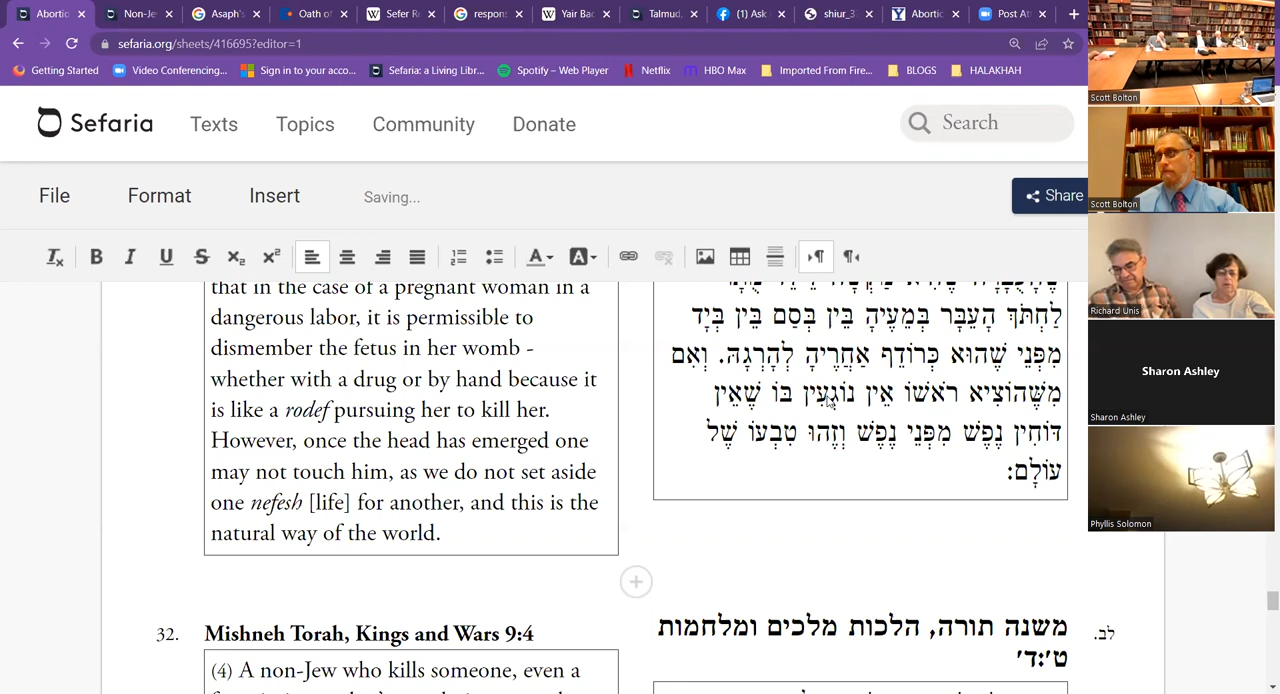 Abortic
Non-Je
Asaph's
Oath of
Sefer R
respon
Yair Bac
Talmud,
(1) Ask
shiur_3
Abortic
Post At
sefaria.org/sheets/416695?editor=1
Getting Started
Video Conferencing...
Sign in to your acco...
Sefaria: a Living Libr...
Spotify – Web Player
Netflix
HBO Max
Imported From Fire...
BLOGS
HALAKHAH
Sefaria
Texts
Topics
Community
Donate
Search
File
Format
Insert
Saving...
Share
that in the case of a pregnant woman in a
dangerous labor, it is permissible to
dismember the fetus in her womb -
whether with a drug or by hand because it
is like a rodef pursuing her to kill her.
However, once the head has emerged one
may not touch him, as we do not set aside
one nefesh [life] for another, and this is the
natural way of the world.
לַחְתֹּךְ הָעֵבָּר בְּמֵעֶיהָ בֵּין בְּסַם בֵּין בְּיָד
מִפְּנֵי שֶׁהוּא כְּרוֹדֵף אַחֲרֶיהָ לְהָרְגָהּ. וְאִם
מִשֶּׁהוֹצִיא רֹאשׁוֹ אֵין נוֹגְעִין בּוֹ שֶׁאֵין
דּוֹחִין נֶפֶשׁ מִפְּנֵי נֶפֶשׁ וְזֶהוּ טִבְעוֹ שֶׁל
עוֹלָם:
32.
Mishneh Torah, Kings and Wars 9:4
(4) A non-Jew who kills someone, even a
לב.
משנה תורה, הלכות מלכים ומלחמות
ט׳:ד׳
Scott Bolton
Scott Bolton
Richard Unis
Sharon Ashley
Sharon Ashley
Phyllis Solomon